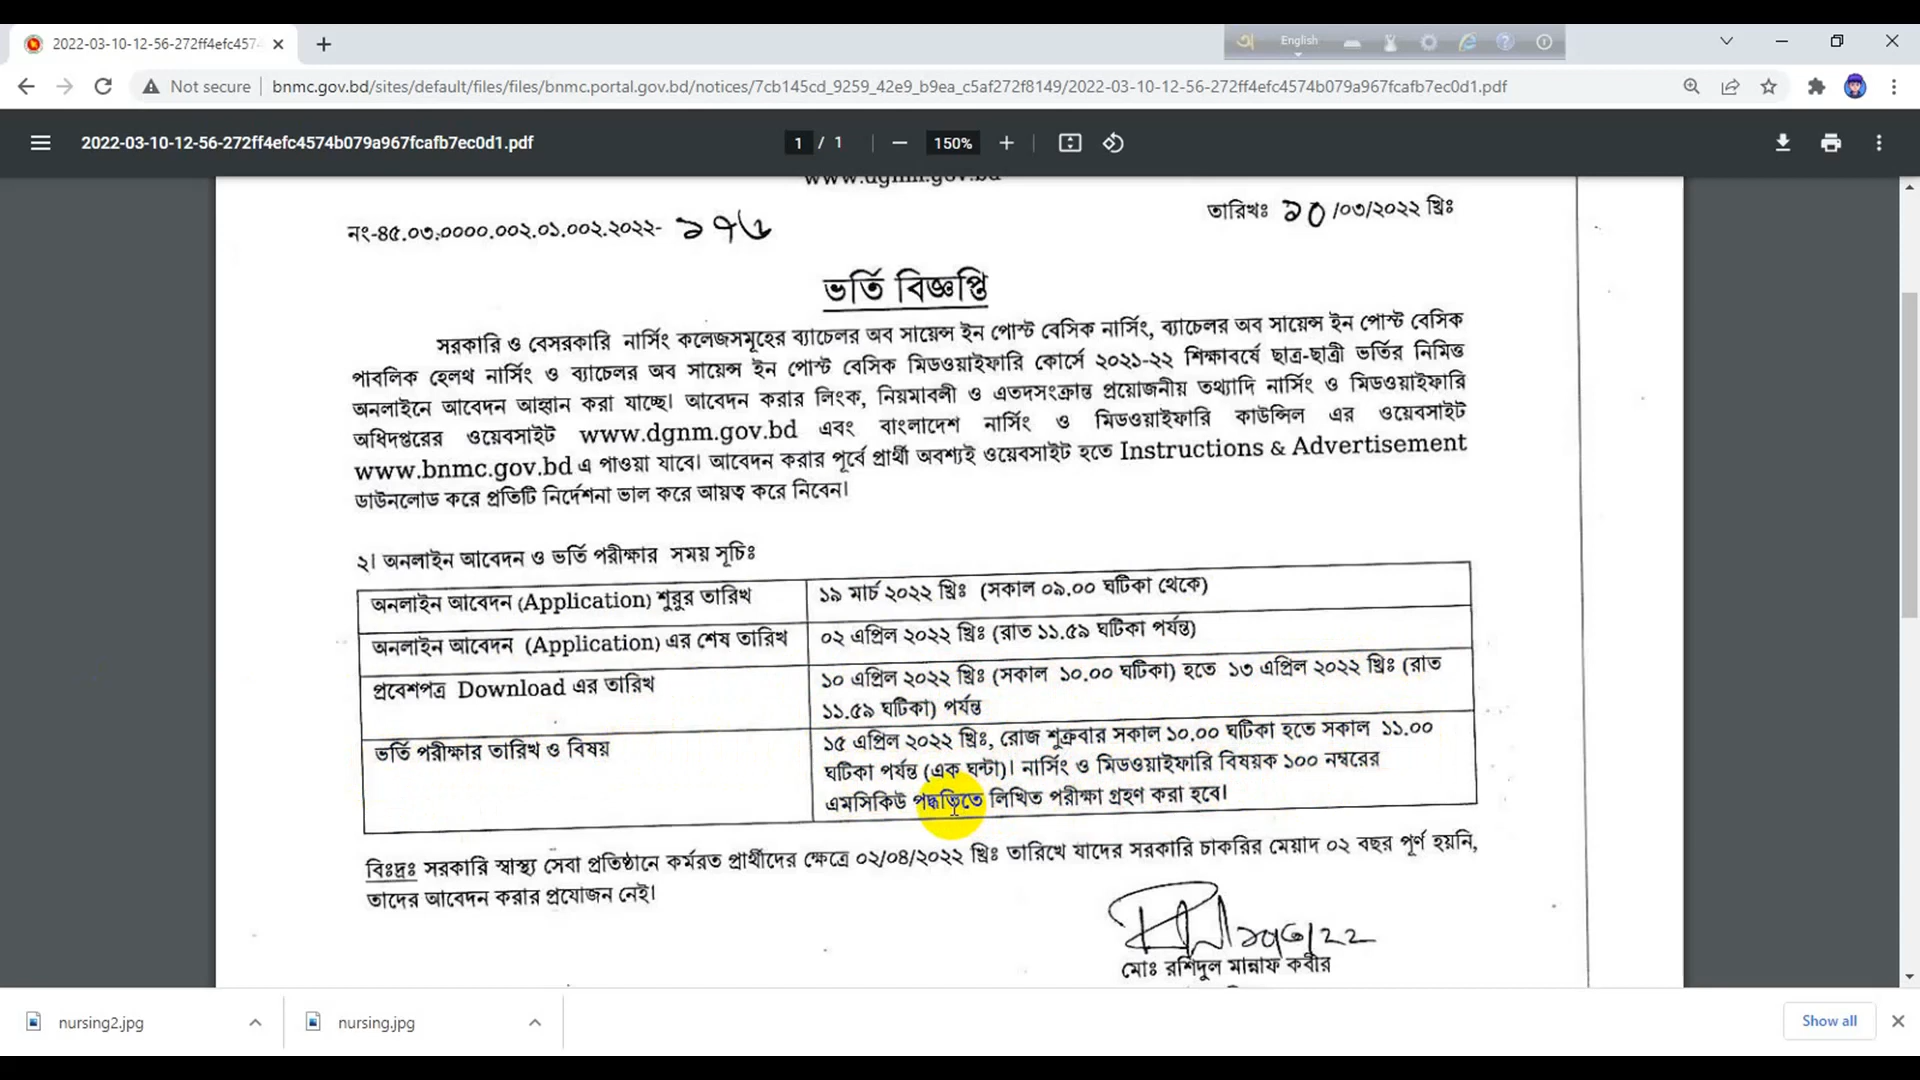 2022-03-10-12-56-272ff4efc4574
English
Not secure
bnmc.gov.bd/sites/default/files/files/bnmc.portal.gov.bd/notices/7cb145cd_9259_42e9_b9ea_c5af272f8149/2022-03-10-12-56-272ff4efc4574b079a967fcafb7ec0d1.pdf
2022-03-10-12-56-272ff4efc4574b079a967fcafb7ec0d1.pdf
1 / 1
150%
www.dgnm.gov.bd
নং-৪৫.০৩.০০০০.০০২.০১.০০২.২০২২- ১৭৬
তারিখঃ ১০/০৩/২০২২ খ্রিঃ
ভর্তি বিজ্ঞপ্তি
সরকারি ও বেসরকারি নার্সিং কলেজসমূহের ব্যাচেলর অব সায়েন্স ইন পোস্ট বেসিক নার্সিং, ব্যাচেলর অব সায়েন্স ইন পোস্ট বেসিক
পাবলিক হেলথ নার্সিং ও ব্যাচেলর অব সায়েন্স ইন পোস্ট বেসিক মিডওয়াইফারি কোর্সে ২০২১-২২ শিক্ষাবর্ষে ছাত্র-ছাত্রী ভর্তির নিমিত্ত
অনলাইনে আবেদন আহ্বান করা যাচ্ছে। আবেদন করার লিংক, নিয়মাবলী ও এতদসংক্রান্ত প্রয়োজনীয় তথ্যাদি নার্সিং ও মিডওয়াইফারি
অধিদপ্তরের ওয়েবসাইট www.dgnm.gov.bd এবং বাংলাদেশ নার্সিং ও মিডওয়াইফারি কাউন্সিল এর ওয়েবসাইট
www.bnmc.gov.bd এ পাওয়া যাবে। আবেদন করার পূর্বে প্রার্থী অবশ্যই ওয়েবসাইট হতে Instructions & Advertisement
ডাউনলোড করে প্রতিটি নির্দেশনা ভাল করে আয়ত্ব করে নিবেন।
২। অনলাইন আবেদন ও ভর্তি পরীক্ষার সময় সূচিঃ
অনলাইন আবেদন (Application) শুরুর তারিখ
১৯ মার্চ ২০২২ খ্রিঃ (সকাল ০৯.০০ ঘটিকা থেকে)
অনলাইন আবেদন (Application) এর শেষ তারিখ
০২ এপ্রিল ২০২২ খ্রিঃ (রাত ১১.৫৯ ঘটিকা পর্যন্ত)
প্রবেশপত্র Download এর তারিখ
১০ এপ্রিল ২০২২ খ্রিঃ (সকাল ১০.০০ ঘটিকা) হতে ১৩ এপ্রিল ২০২২ খ্রিঃ (রাত
১১.৫৯ ঘটিকা) পর্যন্ত
ভর্তি পরীক্ষার তারিখ ও বিষয়
১৫ এপ্রিল ২০২২ খ্রিঃ, রোজ শুক্রবার সকাল ১০.০০ ঘটিকা হতে সকাল ১১.০০
ঘটিকা পর্যন্ত (এক ঘন্টা)। নার্সিং ও মিডওয়াইফারি বিষয়ক ১০০ নম্বরের
এমসিকিউ পদ্ধতিতে লিখিত পরীক্ষা গ্রহণ করা হবে।
বিঃদ্রঃ সরকারি স্বাস্থ্য সেবা প্রতিষ্ঠানে কর্মরত প্রার্থীদের ক্ষেত্রে ০২/০৪/২০২২ খ্রিঃ তারিখে যাদের সরকারি চাকরির মেয়াদ ০২ বছর পূর্ণ হয়নি,
তাদের আবেদন করার প্রযোজন নেই।
মোঃ রশিদুল মান্নাফ কবীর
nursing2.jpg
nursing.jpg
Show all